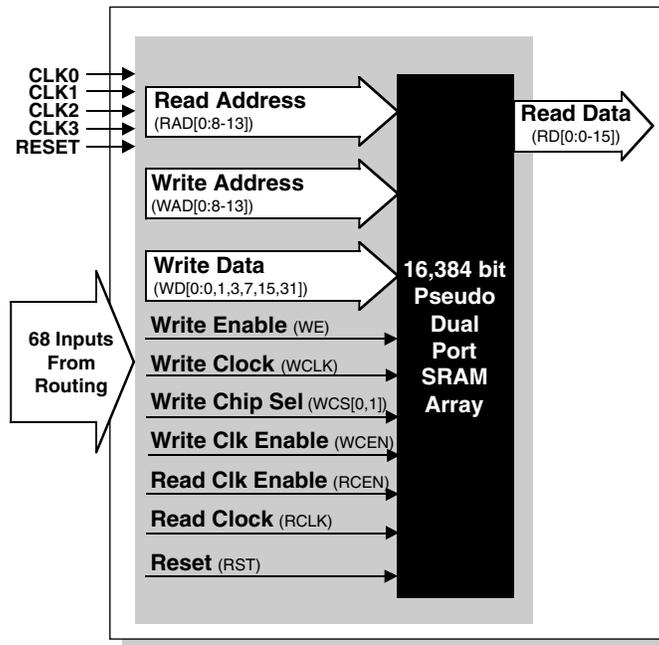 CLK0
CLK1
CLK2
CLK3
RESET
Read Address
(RAD[0:8-13])
Read Data
(RD[0:0-15])
Write Address
(WAD[0:8-13])
Write Data
(WD[0:0,1,3,7,15,31])
16,384 bit
Pseudo
Dual
Port
SRAM
Array
68 Inputs
From
Routing
Write Enable (WE)
Write Clock (WCLK)
Write Chip Sel (WCS[0,1])
Write Clk Enable (WCEN)
Read Clk Enable (RCEN)
Read Clock (RCLK)
Reset (RST)